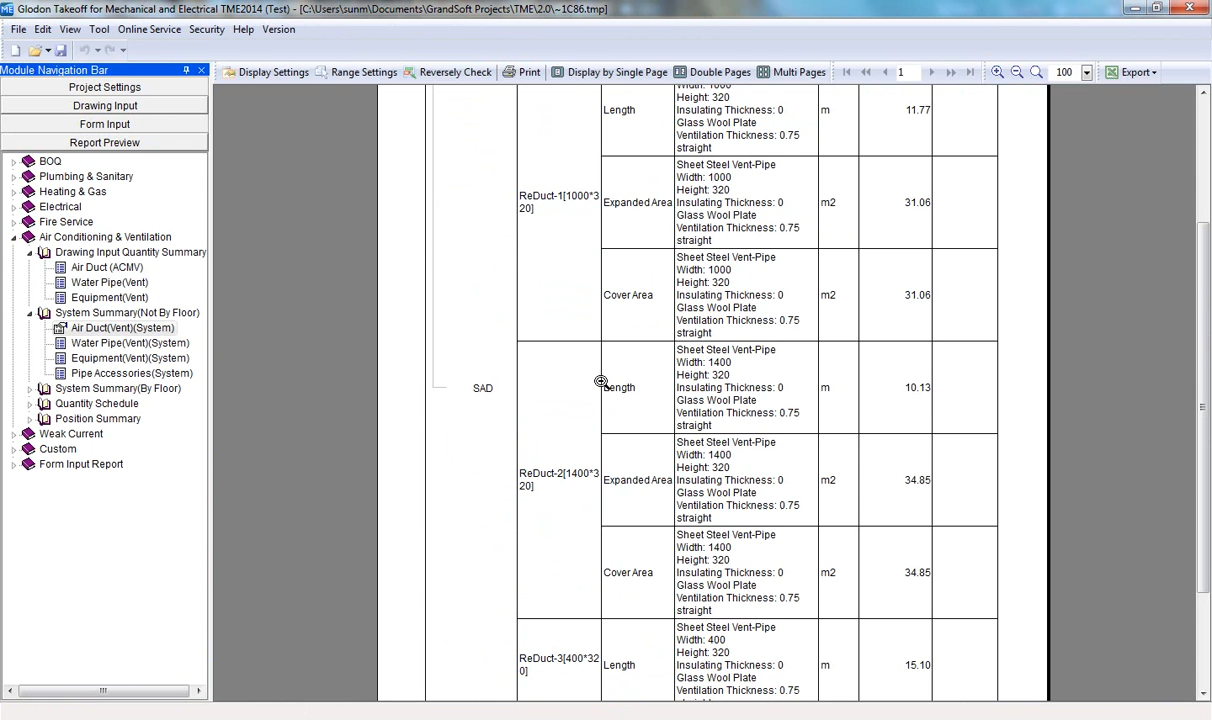 Glodon Takeoff for Mechanical and Electrical TME2014 (Test) - [C:\Users\sunm\Documents\GrandSoft Projects\TME\2.0\~1C86.tmp]
File Edit View Tool Online Service Security Help Version
Module Navigation Bar
Display Settings Range Settings Reversely Check Print Display by Single Page Double Pages Multi Pages 1 100 Export
Project Settings
Drawing Input
Form Input
Report Preview
BOQ
Plumbing & Sanitary
Heating & Gas
Electrical
Fire Service
Air Conditioning & Ventilation
Drawing Input Quantity Summary
Air Duct (ACMV)
Water Pipe(Vent)
Equipment(Vent)
System Summary(Not By Floor)
Air Duct(Vent)(System)
Water Pipe(Vent)(System)
Equipment(Vent)(System)
Pipe Accessories(System)
System Summary(By Floor)
Quantity Schedule
Position Summary
Weak Current
Custom
Form Input Report
SAD
ReDuct-1[1000*3
20]
Length
Width: 1000
Height: 320
Insulating Thickness: 0
Glass Wool Plate
Ventilation Thickness: 0.75
straight
m
11.77
Expanded Area
Sheet Steel Vent-Pipe
Width: 1000
Height: 320
Insulating Thickness: 0
Glass Wool Plate
Ventilation Thickness: 0.75
straight
m2
31.06
Cover Area
Sheet Steel Vent-Pipe
Width: 1000
Height: 320
Insulating Thickness: 0
Glass Wool Plate
Ventilation Thickness: 0.75
straight
m2
31.06
ReDuct-2[1400*3
20]
Length
Sheet Steel Vent-Pipe
Width: 1400
Height: 320
Insulating Thickness: 0
Glass Wool Plate
Ventilation Thickness: 0.75
straight
m
10.13
Expanded Area
Sheet Steel Vent-Pipe
Width: 1400
Height: 320
Insulating Thickness: 0
Glass Wool Plate
Ventilation Thickness: 0.75
straight
m2
34.85
Cover Area
Sheet Steel Vent-Pipe
Width: 1400
Height: 320
Insulating Thickness: 0
Glass Wool Plate
Ventilation Thickness: 0.75
straight
m2
34.85
ReDuct-3[400*32
0]
Length
Sheet Steel Vent-Pipe
Width: 400
Height: 320
Insulating Thickness: 0
Glass Wool Plate
Ventilation Thickness: 0.75
m
15.10